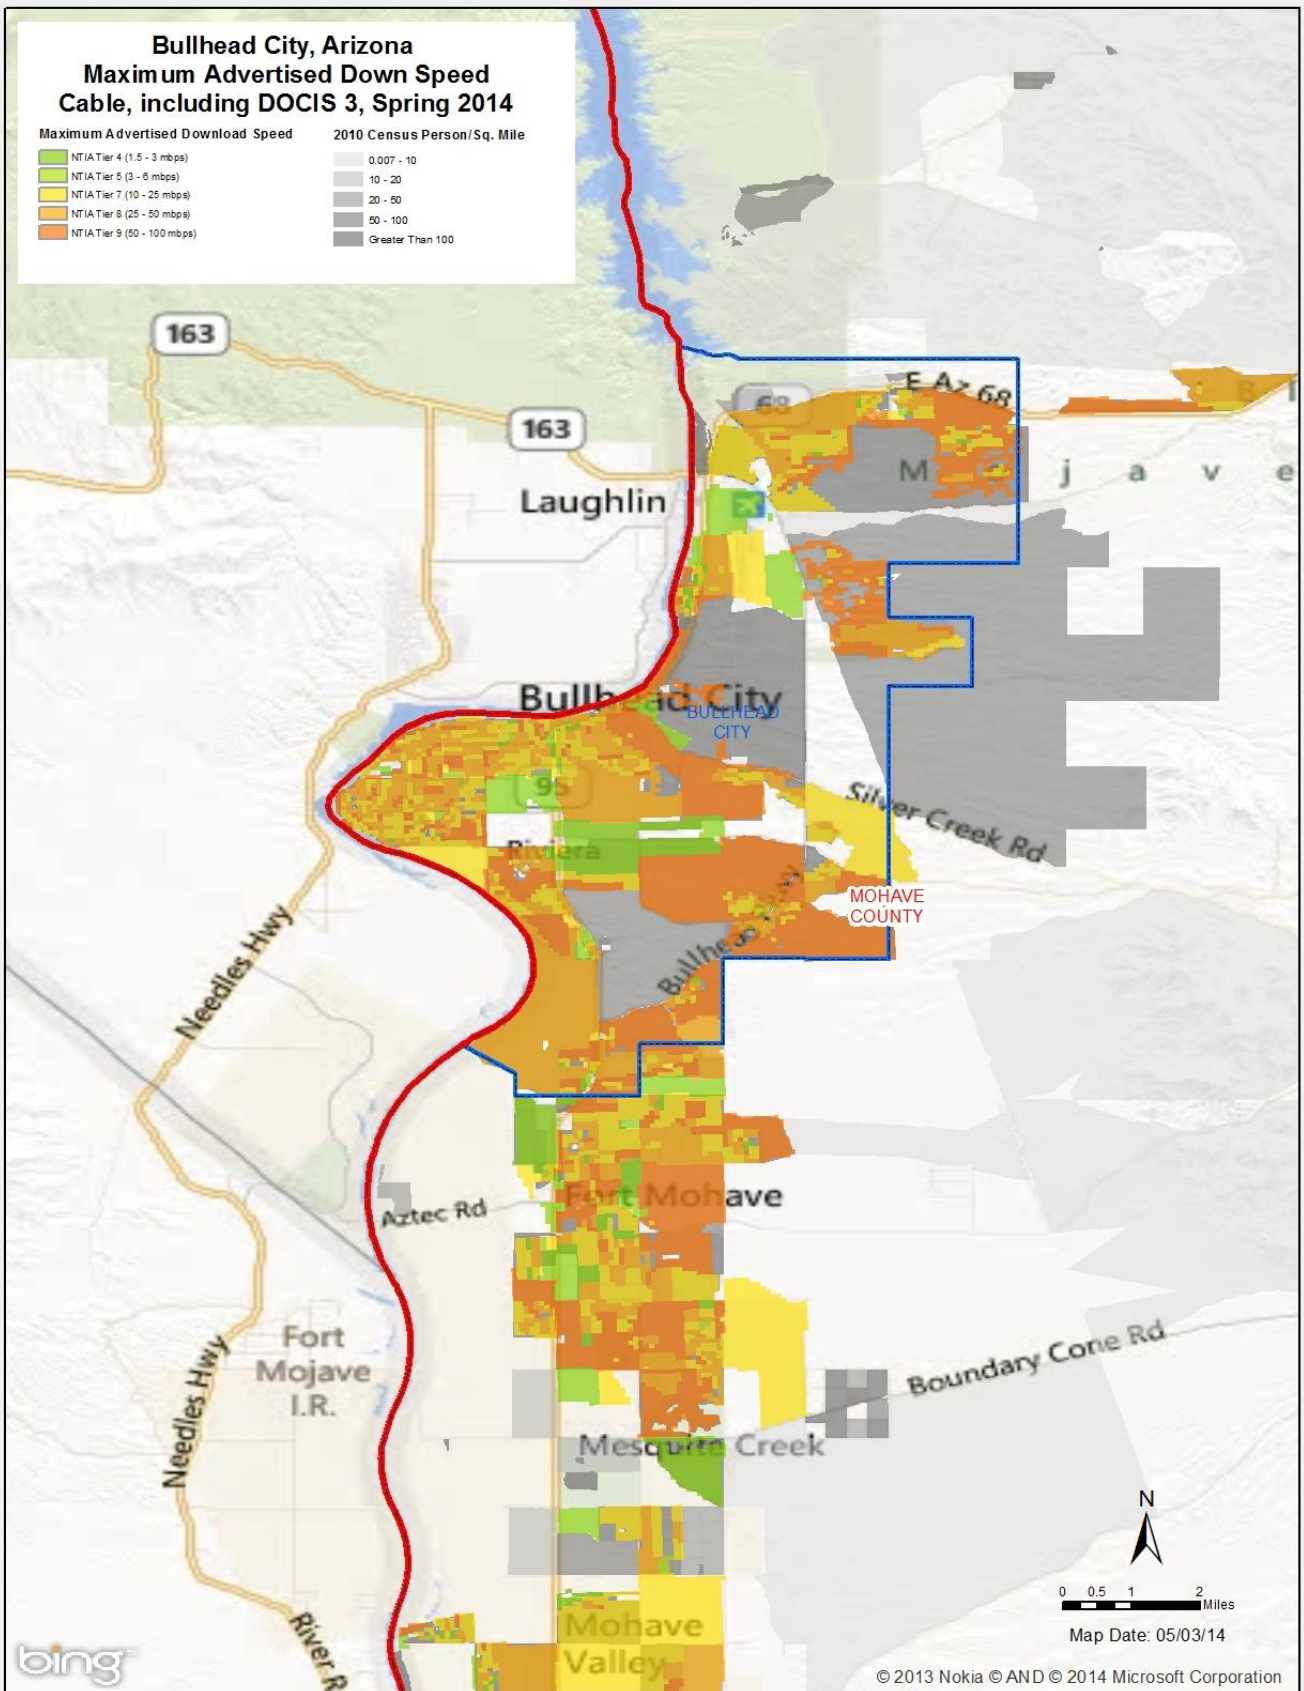 Bullhead City, Arizona
Maximum Advertised Down Speed
Cable, including DOCIS 3, Spring 2014
Maximum Advertised Download Speed
NTIA Tier 4 (1.5 - 3 mbps)
NTIA Tier 5 (3 - 6 mbps)
NTIA Tier 7 (10 - 25 mbps)
NTIA Tier 8 (25 - 50 mbps)
NTIA Tier 9 (50 - 100 mbps)
2010 Census Person/Sq. Mile
0.007 - 10
10 - 20
20 - 50
50 - 100
Greater Than 100
163
163
68
E Az 68
Laughlin
M j a v e
Bullhead City
BULLHEAD
CITY
95
Silver Creek Rd
Riviera
MOHAVE
COUNTY
Needles Hwy
Bullhead
Aztec Rd
Fort Mohave
Fort
Mojave
I.R.
Needles Hwy
Boundary Cone Rd
Mesquite Creek
N
0 0.5 1 2
Miles
Map Date: 05/03/14
River R
Mohave
Valley
bing
© 2013 Nokia © AND © 2014 Microsoft Corporation